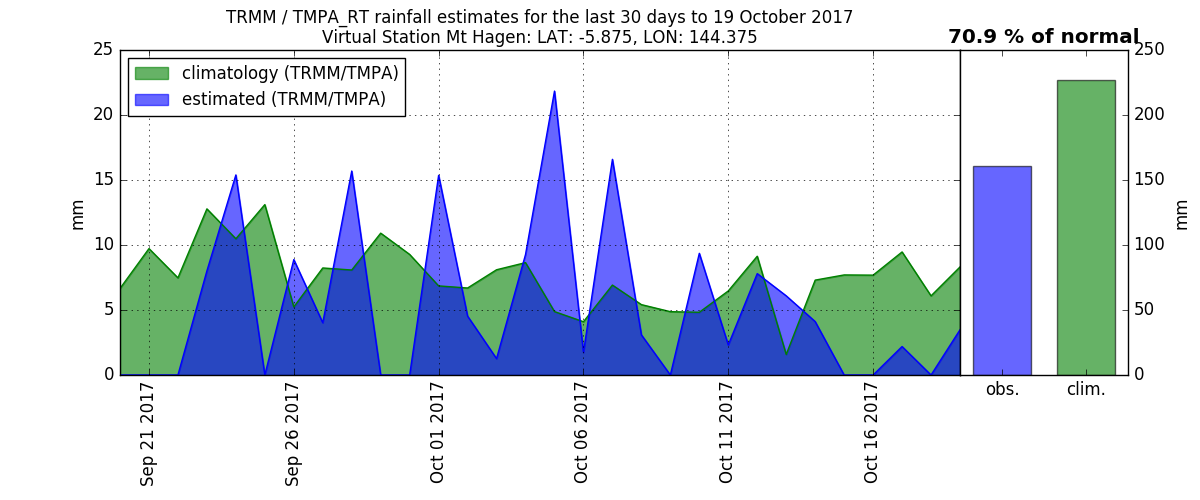 TRMM / TMPA_RT rainfall estimates for the last 30 days to 19 October 2017
Virtual Station Mt Hagen: LAT: -5.875, LON: 144.375
70.9 % of normal
climatology (TRMM/TMPA)
estimated (TRMM/TMPA)
25
20
15
10
5
0
mm
250
200
150
100
50
0
mm
Sep 21 2017
Sep 26 2017
Oct 01 2017
Oct 06 2017
Oct 11 2017
Oct 16 2017
obs.
clim.